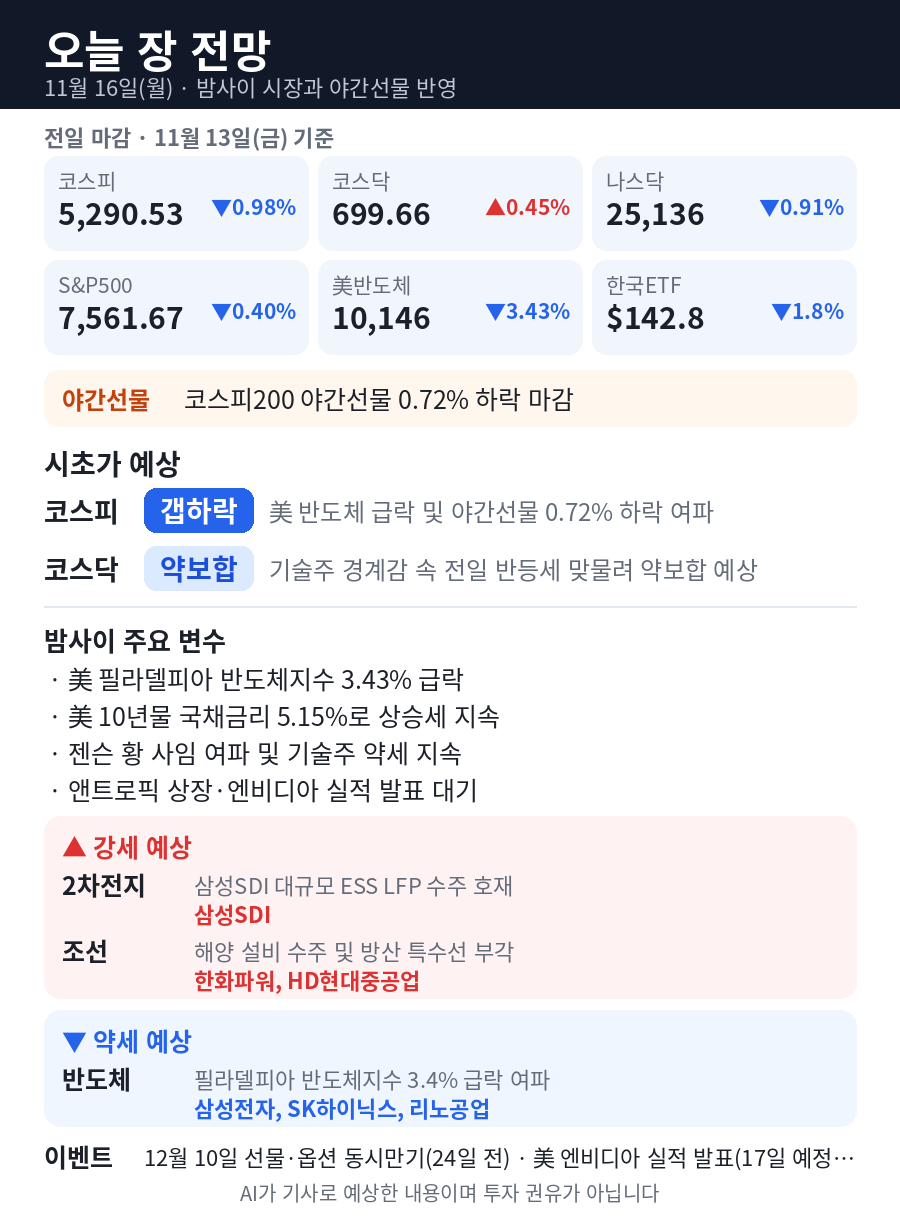 오늘 장 전망
11월 16일(월) · 밤사이 시장과 야간선물 반영
전일 마감 · 11월 13일(금) 기준
코스피
5,290.53 ▼0.98%
코스닥
699.66 ▲0.45%
나스닥
25,136 ▼0.91%
S&P500
7,561.67 ▼0.40%
美반도체
10,146 ▼3.43%
한국ETF
$142.8 ▼1.8%
야간선물 코스피200 야간선물 0.72% 하락 마감
시초가 예상
코스피 갭하락 美 반도체 급락 및 야간선물 0.72% 하락 여파
코스닥 약보합 기술주 경계감 속 전일 반등세 맞물려 약보합 예상
밤사이 주요 변수
· 美 필라델피아 반도체지수 3.43% 급락
· 美 10년물 국채금리 5.15%로 상승세 지속
· 젠슨 황 사임 여파 및 기술주 약세 지속
· 앤트로픽 상장·엔비디아 실적 발표 대기
▲ 강세 예상
2차전지 삼성SDI 대규모 ESS LFP 수주 호재
삼성SDI
조선 해양 설비 수주 및 방산 특수선 부각
한화파워, HD현대중공업
▼ 약세 예상
반도체 필라델피아 반도체지수 3.4% 급락 여파
삼성전자, SK하이닉스, 리노공업
이벤트 12월 10일 선물·옵션 동시만기(24일 전) · 美 엔비디아 실적 발표(17일 예정…
AI가 기사로 예상한 내용이며 투자 권유가 아닙니다